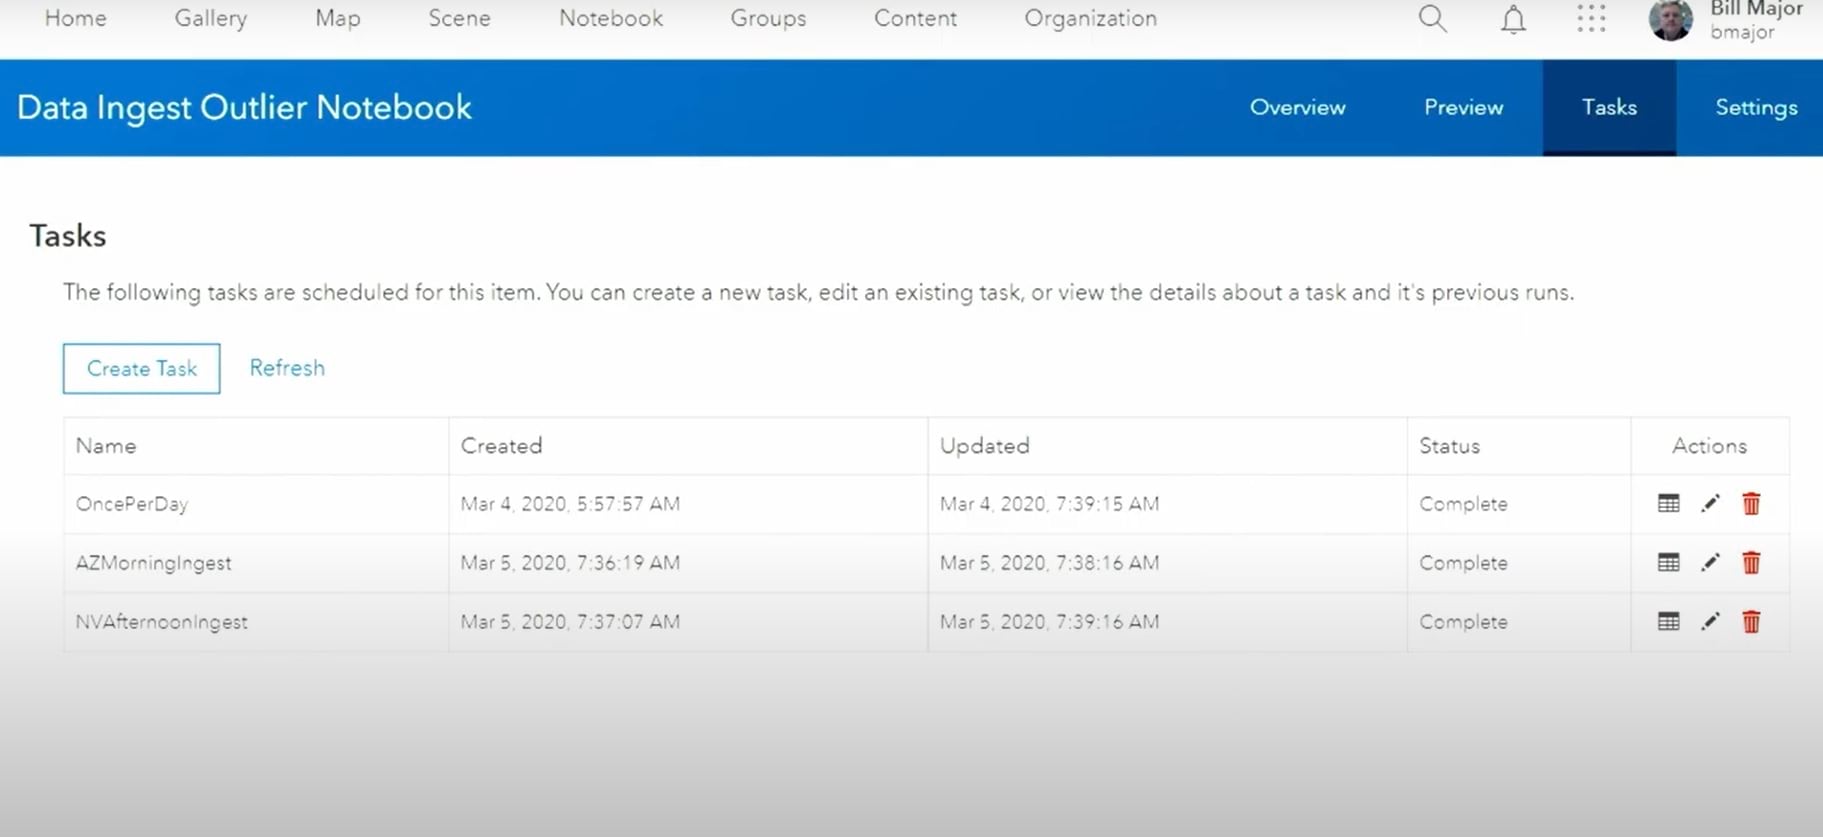 Home Gallery Map Scene Notebook Groups Content Organization Bill Major
bmajor
Data Ingest Outlier Notebook Overview Preview Tasks Settings
Tasks
The following tasks are scheduled for this item. You can create a new task, edit an existing task, or view the details about a task and it's previous runs.
Create Task Refresh
Name Created Updated Status Actions
OncePerDay Mar 4, 2020, 5:57:57 AM Mar 4, 2020, 7:39:15 AM Complete
AZMorningIngest Mar 5, 2020, 7:36:19 AM Mar 5, 2020, 7:38:16 AM Complete
NVAfternoonIngest Mar 5, 2020, 7:37:07 AM Mar 5, 2020, 7:39:16 AM Complete